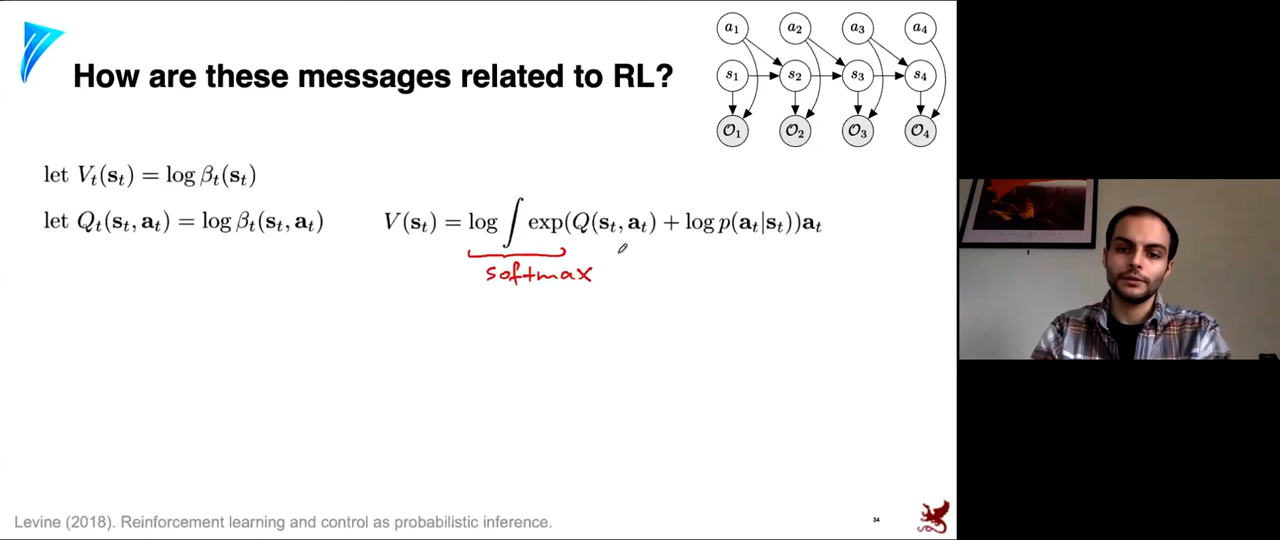 a₁ a₂ a₃ a₄
How are these messages related to RL?
s₁ s₂ s₃ s₄
𝒪₁ 𝒪₂ 𝒪₃ 𝒪₄
let Vₜ(𝐬ₜ) = log βₜ(𝐬ₜ)
let Qₜ(𝐬ₜ, 𝐚ₜ) = log βₜ(𝐬ₜ, 𝐚ₜ) V(𝐬ₜ) = log ∫ exp(Q(𝐬ₜ, 𝐚ₜ) + log p(𝐚ₜ|𝐬ₜ))𝐚ₜ
softmax
Levine (2018). Reinforcement learning and control as probabilistic inference.
34